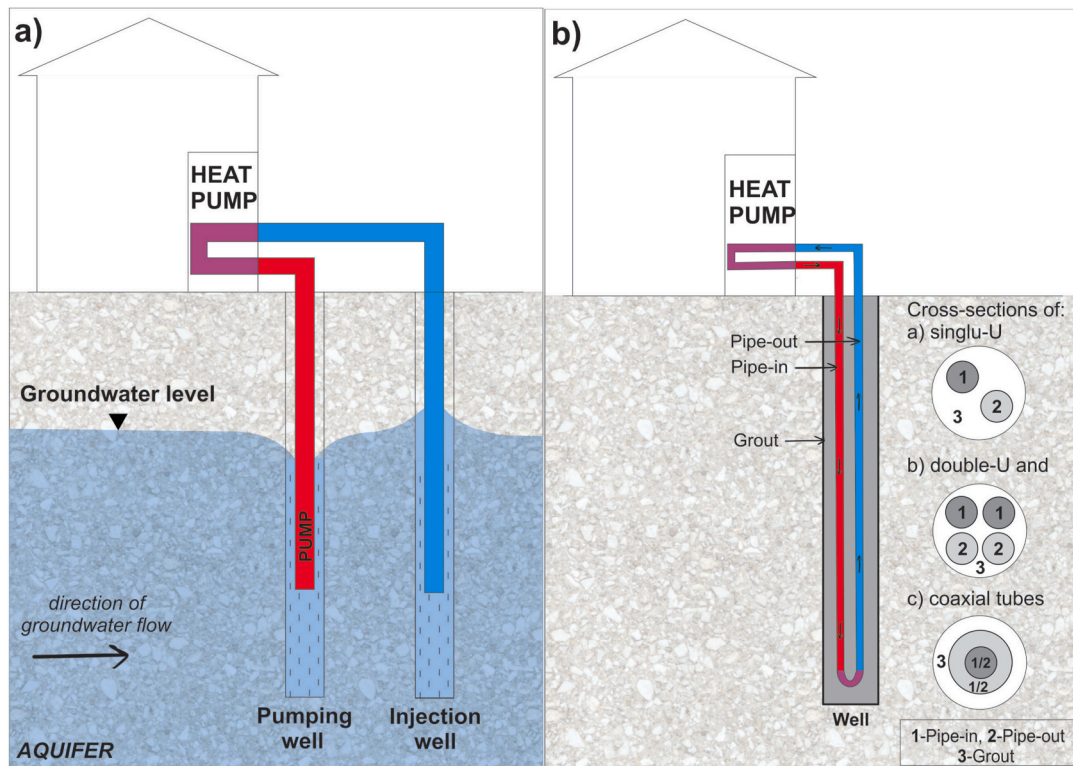 a)
HEAT
PUMP
Groundwater level
PUMP
direction of
groundwater flow
Pumping
well
Injection
well
AQUIFER
b)
HEAT
PUMP
Cross-sections of:
a) singlu-U
Pipe-out
Pipe-in
1
2
3
Grout
b) double-U and
1 1
2 2
3
c) coaxial tubes
3
1/2
1/2
Well
1-Pipe-in, 2-Pipe-out
3-Grout